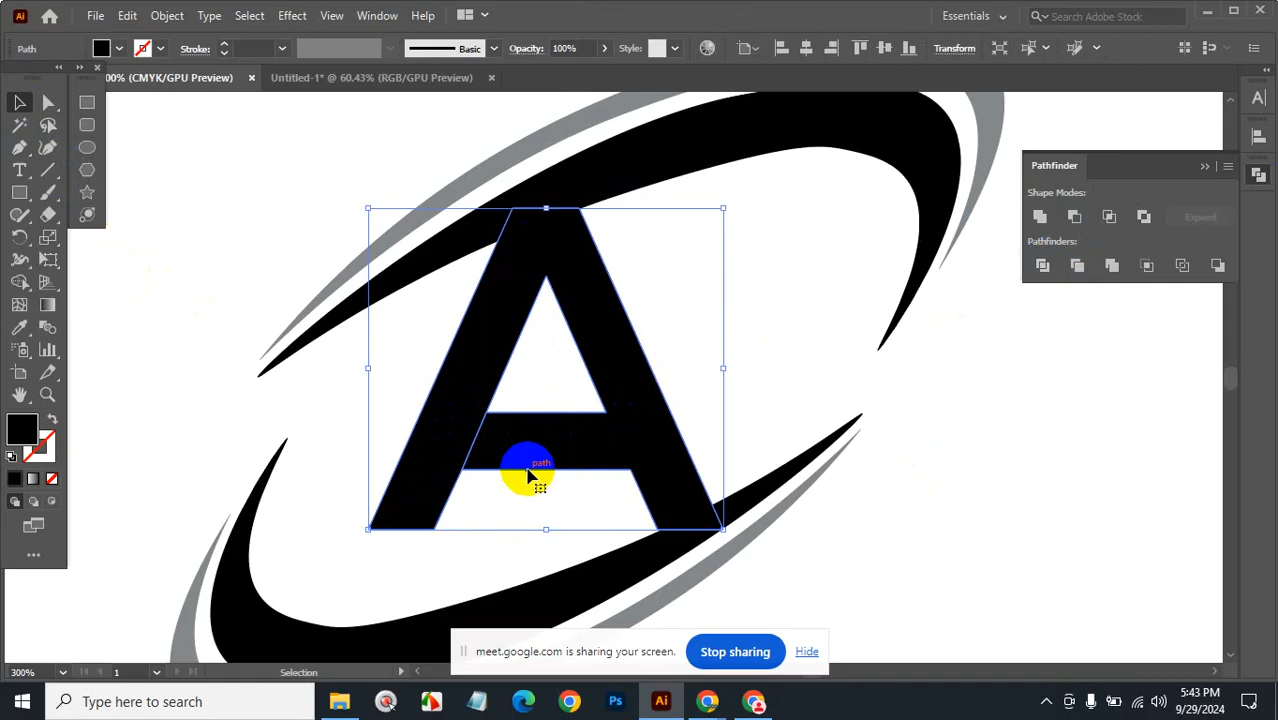 Ai File Edit Object Type Select Effect View Window Help Essentials Search Adobe Stock
Path Stroke: Basic Opacity: 100% Style: Transform
00% (CMYK/GPU Preview) × Untitled-1* @ 60.43% (RGB/GPU Preview) ×
A
Pathfinder
Shape Modes:
Expand
Pathfinders:
A
path
meet.google.com is sharing your screen. Stop sharing Hide
300% 1 Selection
Type here to search Ps Ai 5:43 PM
9/29/2024